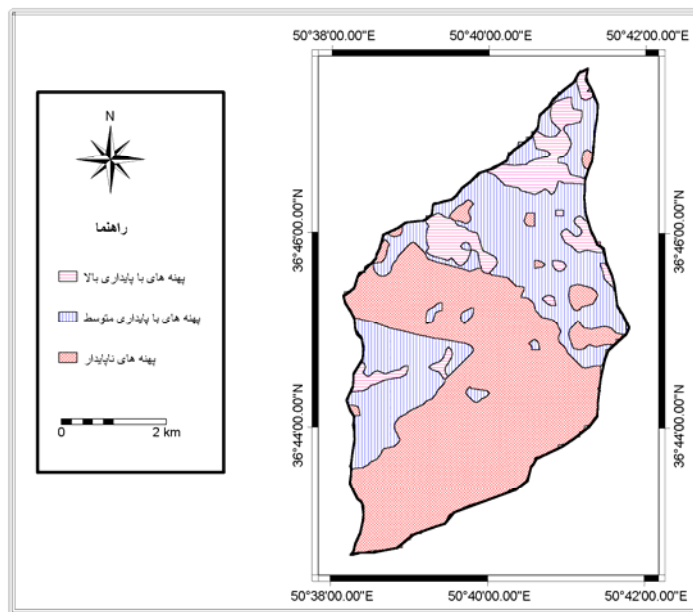 50°38'00.00"E 50°40'00.00"E 50°42'00.00"E
N
راهنما
پهنه های با پایداری بالا
پهنه های با پایداری متوسط
پهنه های ناپایدار
0 2 km
36°46'00.00"N 36°46'00.00"N
36°44'00.00"N 36°44'00.00"N
50°38'00.00"E 50°40'00.00"E 50°42'00.00"E